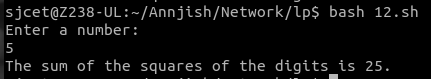 sjcet@Z238-UL:~/Annjish/Network/lp$ bash 12.sh
Enter a number:
5
The sum of the squares of the digits is 25.